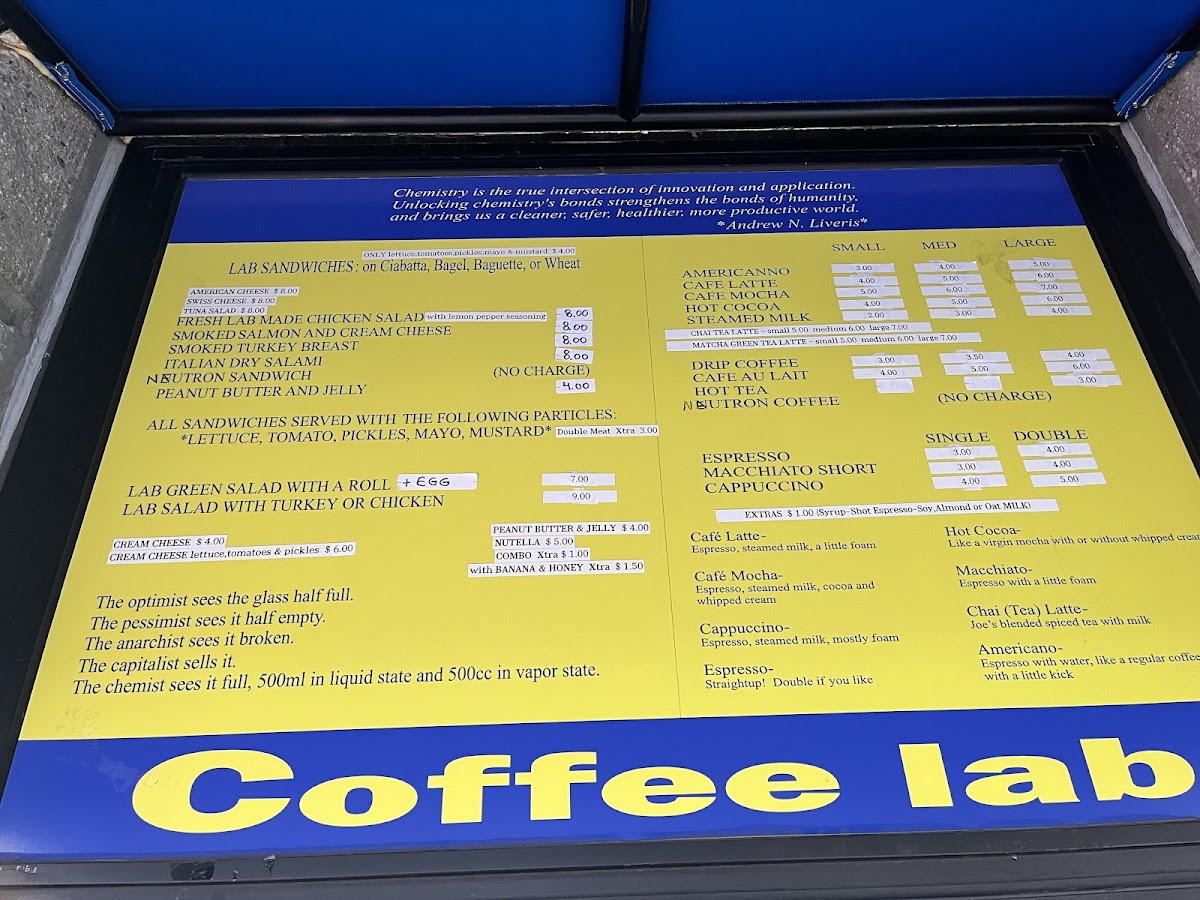 Chemistry is the true intersection of innovation and application.
Unlocking chemistry's bonds strengthens the bonds of humanity,
and brings us a cleaner, safer, healthier, more productive world.
*Andrew N. Liveris*
ONLY lettuce,tomatoes,pickles,mayo & mustard $ 4.00
LAB SANDWICHES: on Ciabatta, Bagel, Baguette, or Wheat
AMERICAN CHEESE $ 8.00
SWISS CHEESE $ 8.00
TUNA SALAD $ 8.00
FRESH LAB MADE CHICKEN SALAD with lemon pepper seasoning 8,00
SMOKED SALMON AND CREAM CHEESE 8.00
SMOKED TURKEY BREAST 8.00
ITALIAN DRY SALAMI 8,00
NEUTRON SANDWICH (NO CHARGE)
PEANUT BUTTER AND JELLY 4.00
ALL SANDWICHES SERVED WITH THE FOLLOWING PARTICLES:
*LETTUCE, TOMATO, PICKLES, MAYO, MUSTARD* Double Meat Xtra 3.00
LAB GREEN SALAD WITH A ROLL + EGG 7.00
LAB SALAD WITH TURKEY OR CHICKEN 9.00
CREAM CHEESE $ 4.00
CREAM CHEESE lettuce,tomatoes & pickles $ 6.00
PEANUT BUTTER & JELLY $ 4.00
NUTELLA $ 5.00
COMBO Xtra $ 1.00
with BANANA & HONEY Xtra $ 1.50
The optimist sees the glass half full.
The pessimist sees it half empty.
The anarchist sees it broken.
The capitalist sells it.
The chemist sees it full, 500ml in liquid state and 500cc in vapor state.
SMALL MED LARGE
AMERICANNO 3.00 4.00 5.00
CAFE LATTE 4.00 5.00 6.00
CAFE MOCHA 5.00 6.00 7.00
HOT COCOA 4.00 5.00 6.00
STEAMED MILK 2.00 3.00 4.00
CHAI TEA LATTE - small 5.00 medium 6.00 large 7.00
MATCHA GREEN TEA LATTE - small 5.00 medium 6.00 large 7.00
DRIP COFFEE 3.00 3.50 4.00
CAFE AU LAIT 4.00 5.00 6.00
HOT TEA 3.00
NEUTRON COFFEE (NO CHARGE)
SINGLE DOUBLE
ESPRESSO 3.00 4.00
MACCHIATO SHORT 3.00 4.00
CAPPUCCINO 4.00 5.00
EXTRAS $ 1.00 (Syrup-Shot Espresso-Soy,Almond or Oat MILK)
Café Latte-
Espresso, steamed milk, a little foam
Café Mocha-
Espresso, steamed milk, cocoa and
whipped cream
Cappuccino-
Espresso, steamed milk, mostly foam
Espresso-
Straightup! Double if you like
Hot Cocoa-
Like a virgin mocha with or without whipped crea
Macchiato-
Espresso with a little foam
Chai (Tea) Latte-
Joe's blended spiced tea with milk
Americano-
Espresso with water, like a regular coffee
with a little kick
Coffee lab